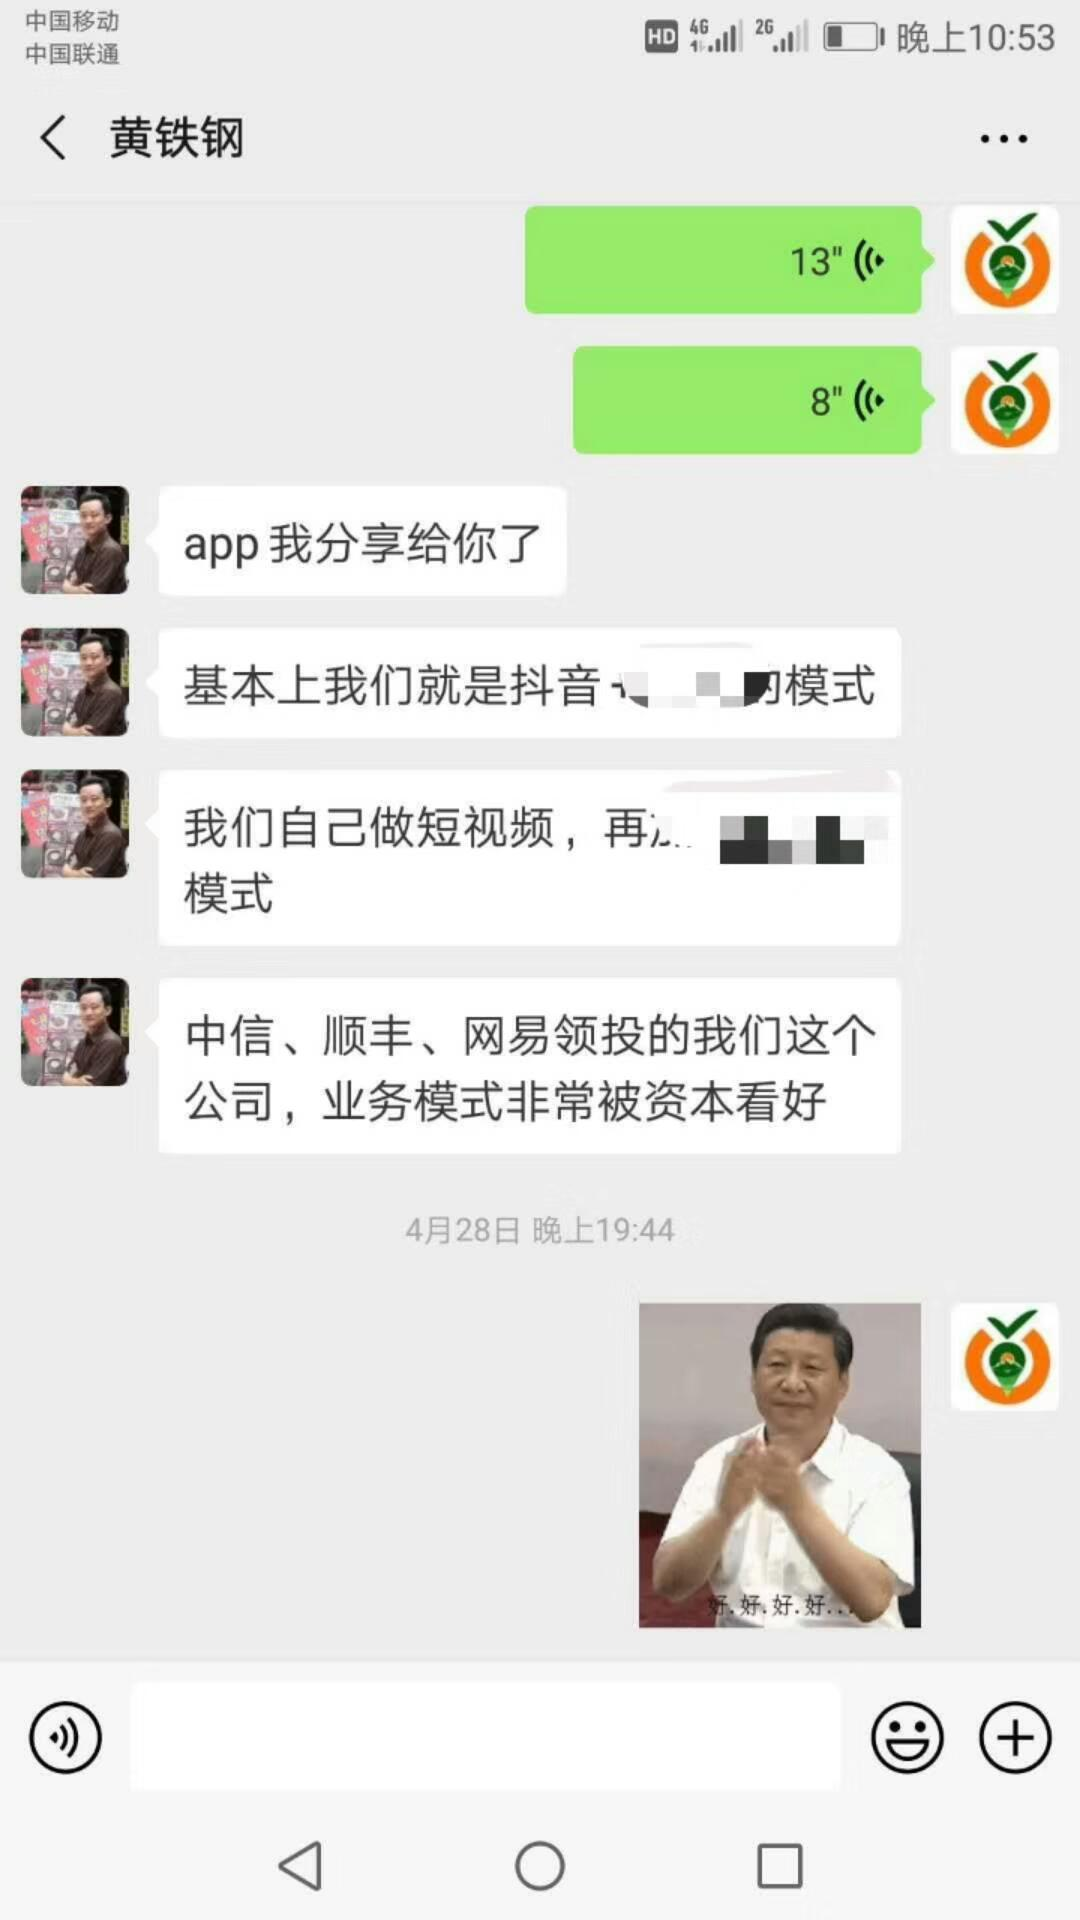 中国移动
中国联通
HD 4G 2G 晚上10:53
黄铁钢
13"
8"
app 我分享给你了
基本上我们就是抖音+的模式
我们自己做短视频，再
模式
中信、顺丰、网易领投的我们这个
公司，业务模式非常被资本看好
4月28日 晚上19:44
好.好.好.好...